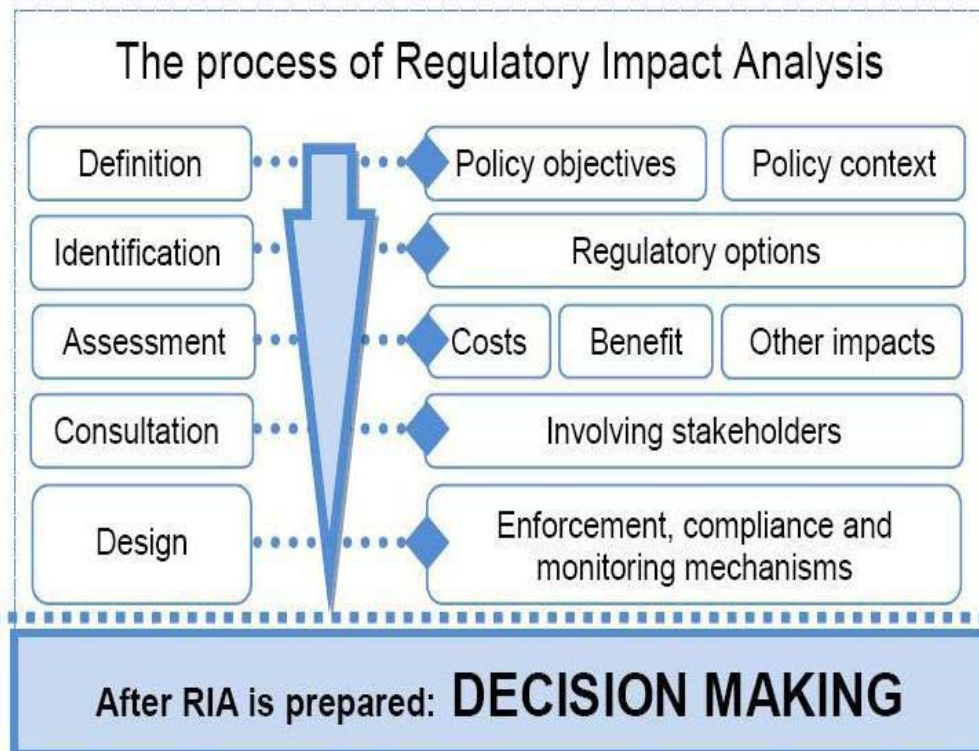 The process of Regulatory Impact Analysis
Definition
Policy objectives
Policy context
Identification
Regulatory options
Assessment
Costs
Benefit
Other impacts
Consultation
Involving stakeholders
Design
Enforcement, compliance and
monitoring mechanisms
After RIA is prepared: DECISION MAKING